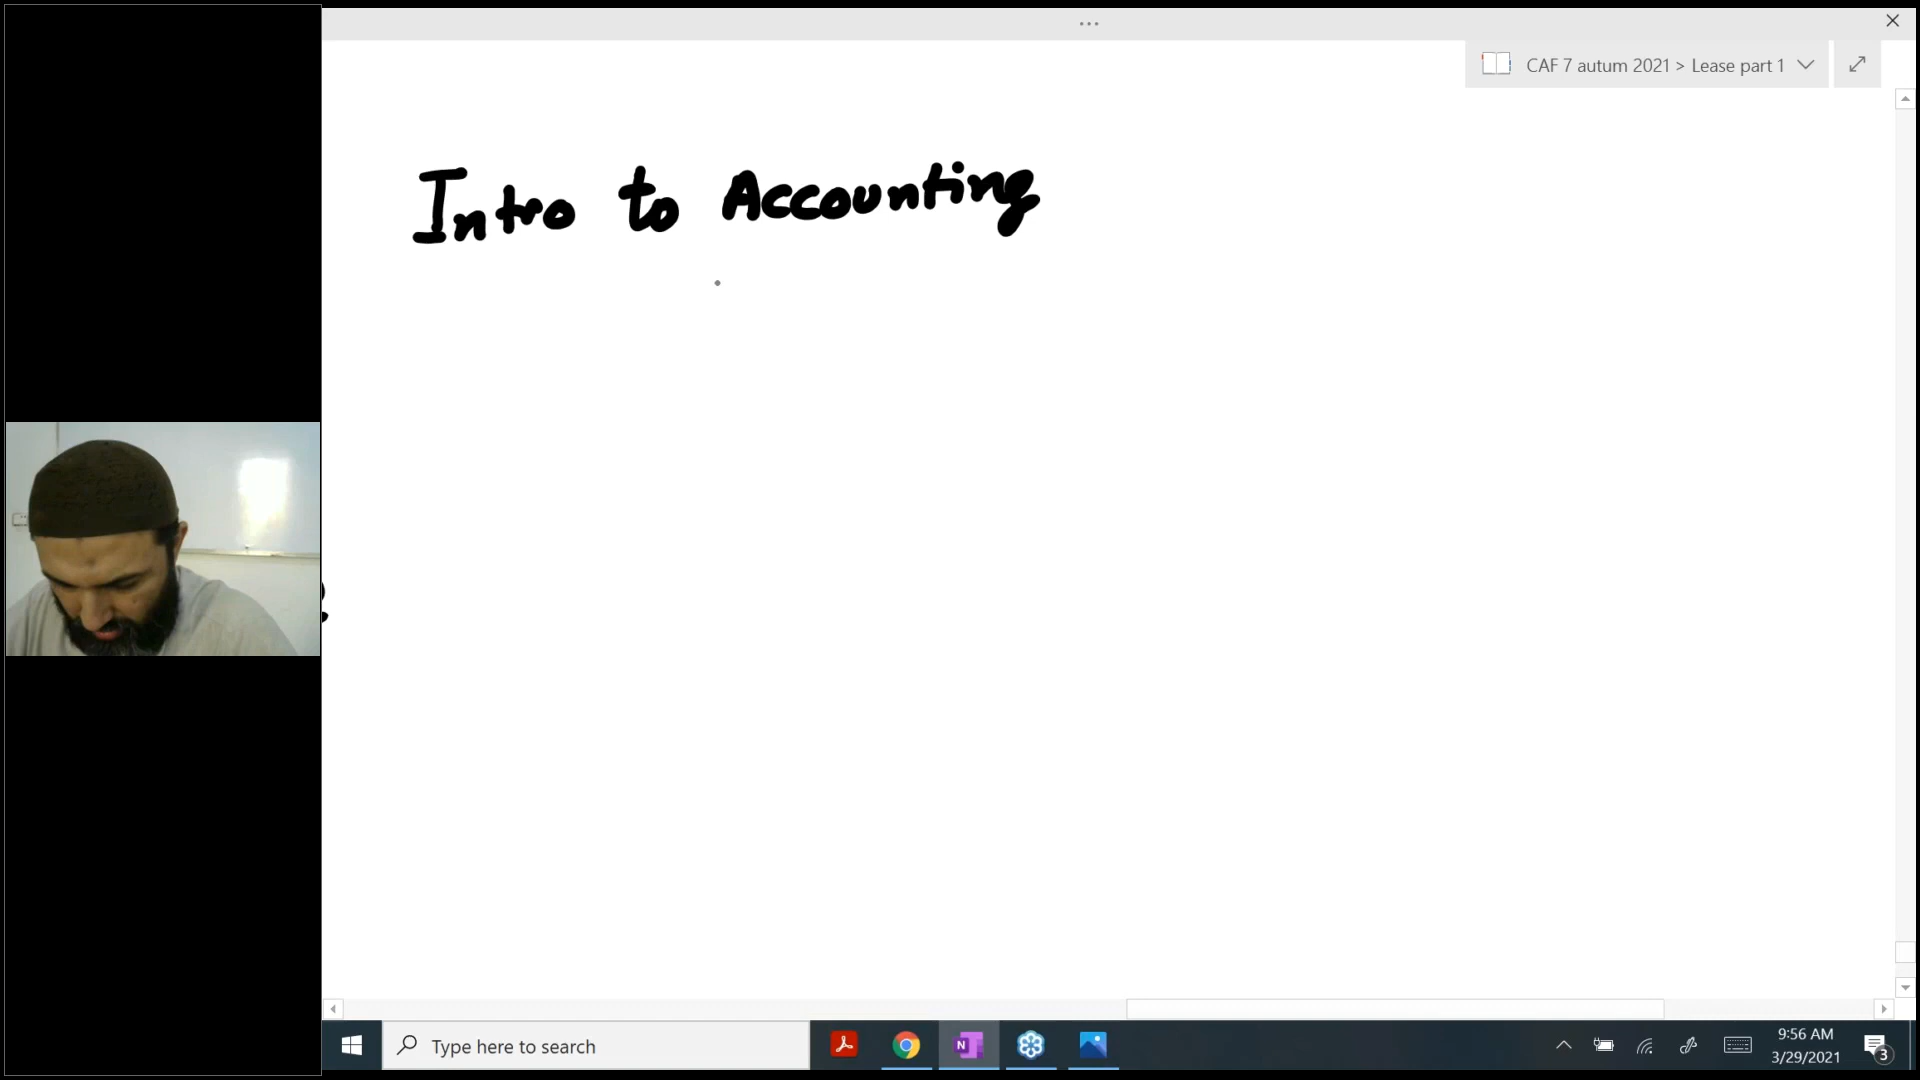 CAF 7 autum 2021 > Lease part 1
Intro to Accounting
Type here to search
N
9:56 AM
3/29/2021
3